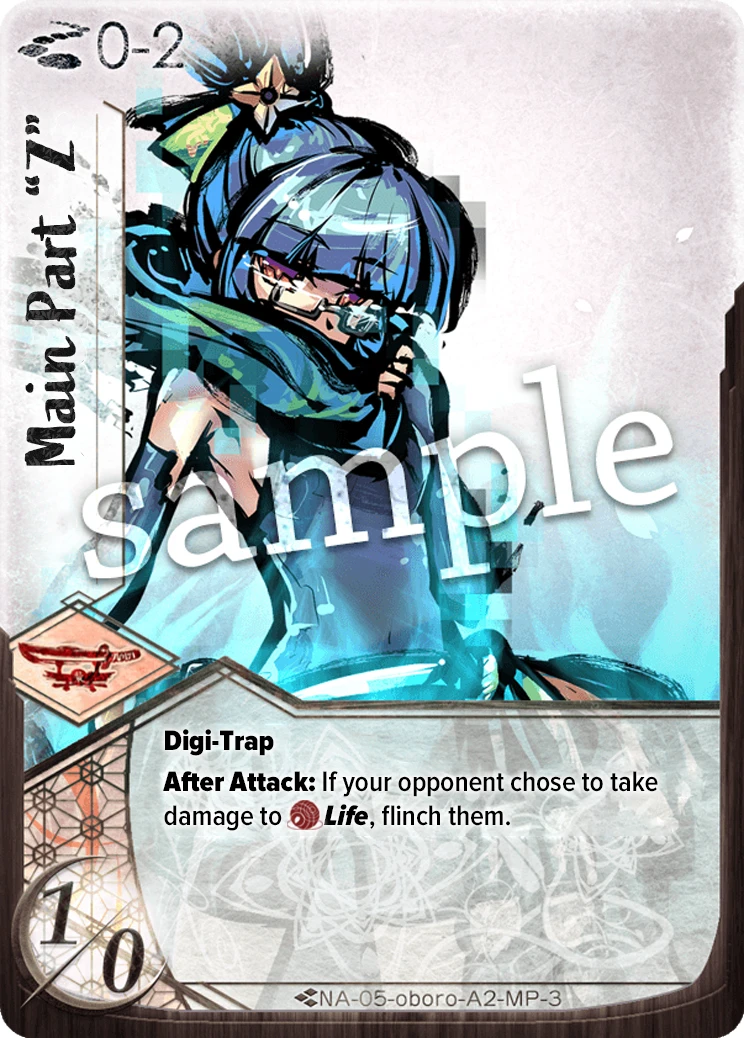 0-2
Main Part “Z”
sample
Digi-Trap
After Attack: If your opponent chose to take
damage to Life, flinch them.
1/0
NA-05-oboro-A2-MP-3